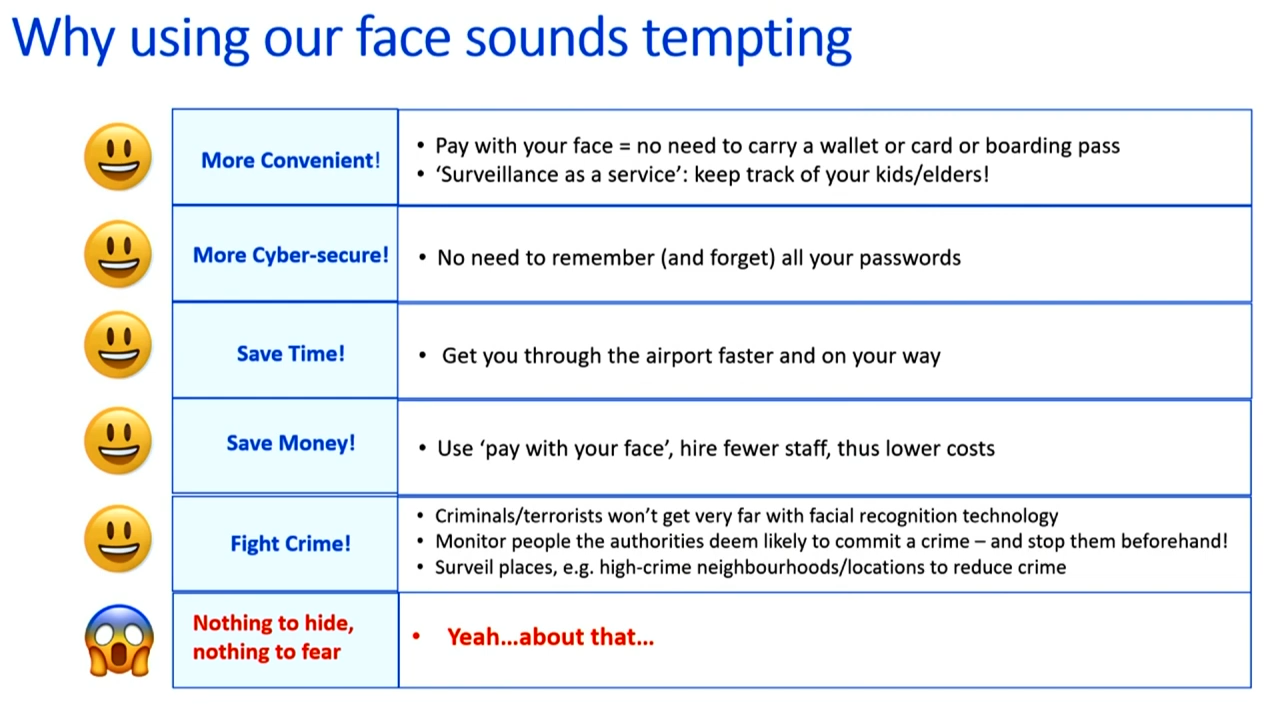 Why using our face sounds tempting
More Convenient!
• Pay with your face = no need to carry a wallet or card or boarding pass
• ‘Surveillance as a service’: keep track of your kids/elders!
More Cyber-secure!
• No need to remember (and forget) all your passwords
Save Time!
• Get you through the airport faster and on your way
Save Money!
• Use ‘pay with your face’, hire fewer staff, thus lower costs
Fight Crime!
• Criminals/terrorists won’t get very far with facial recognition technology
• Monitor people the authorities deem likely to commit a crime – and stop them beforehand!
• Surveil places, e.g. high-crime neighbourhoods/locations to reduce crime
Nothing to hide,
nothing to fear
• Yeah...about that...